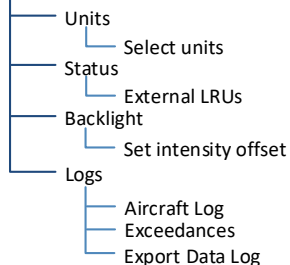 Units
Select units
Status
External LRUs
Backlight
Set intensity offset
Logs
Aircraft Log
Exceedances
Export Data Log